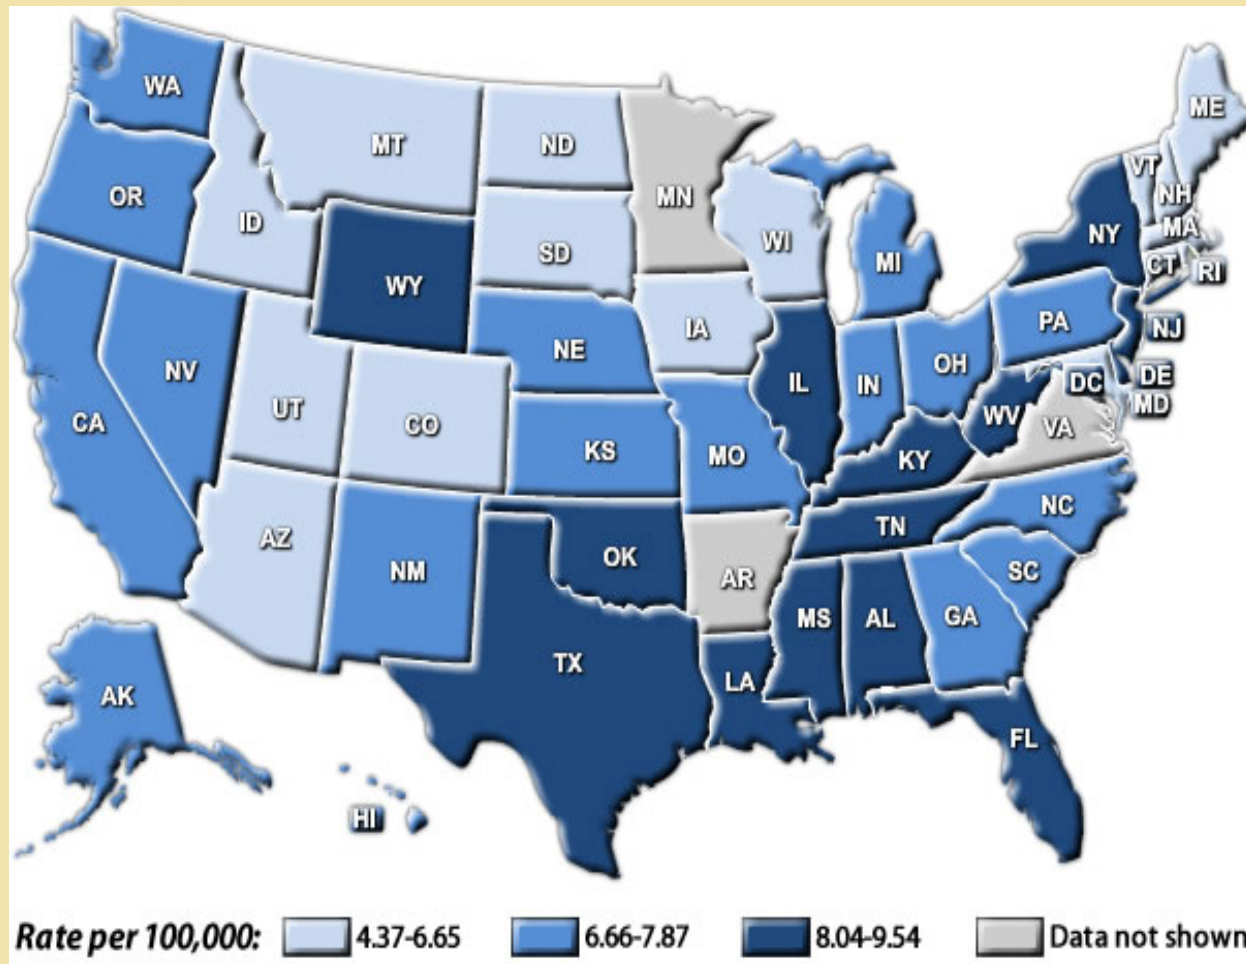 WA
MT
ND
MN
ME
VT
NH
OR
ID
SD
WI
MI
NY
MA
CT
RI
WY
IA
NE
PA
NJ
NV
UT
CO
IL
IN
OH
DC
DE
MD
CA
KS
MO
WV
VA
KY
AZ
NM
OK
AR
TN
NC
SC
MS
AL
GA
TX
LA
FL
AK
HI
Rate per 100,000: 4.37-6.65 6.66-7.87 8.04-9.54 Data not shown